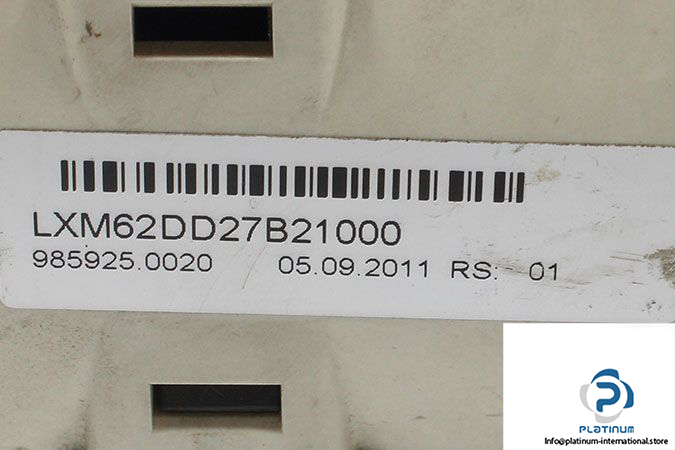 LXM62DD27B21000
985925.0020 05.09.2011 RS: 01
PLATINUM
Info@platinum-international.store